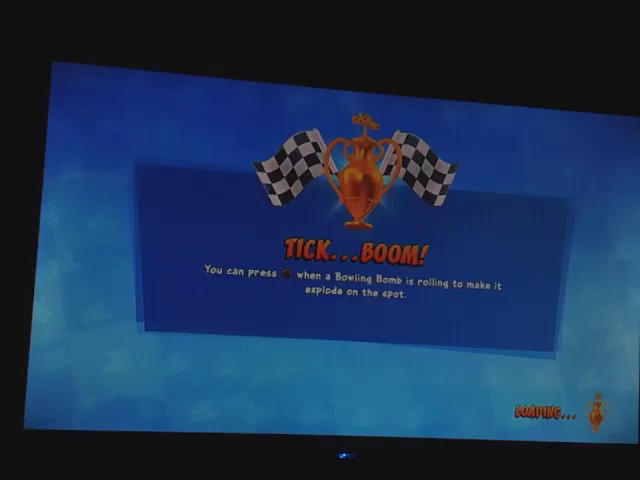 TICK...BOOM!
You can press when a Bowling Bomb is rolling to make it
explode on the spot.
LOADING...